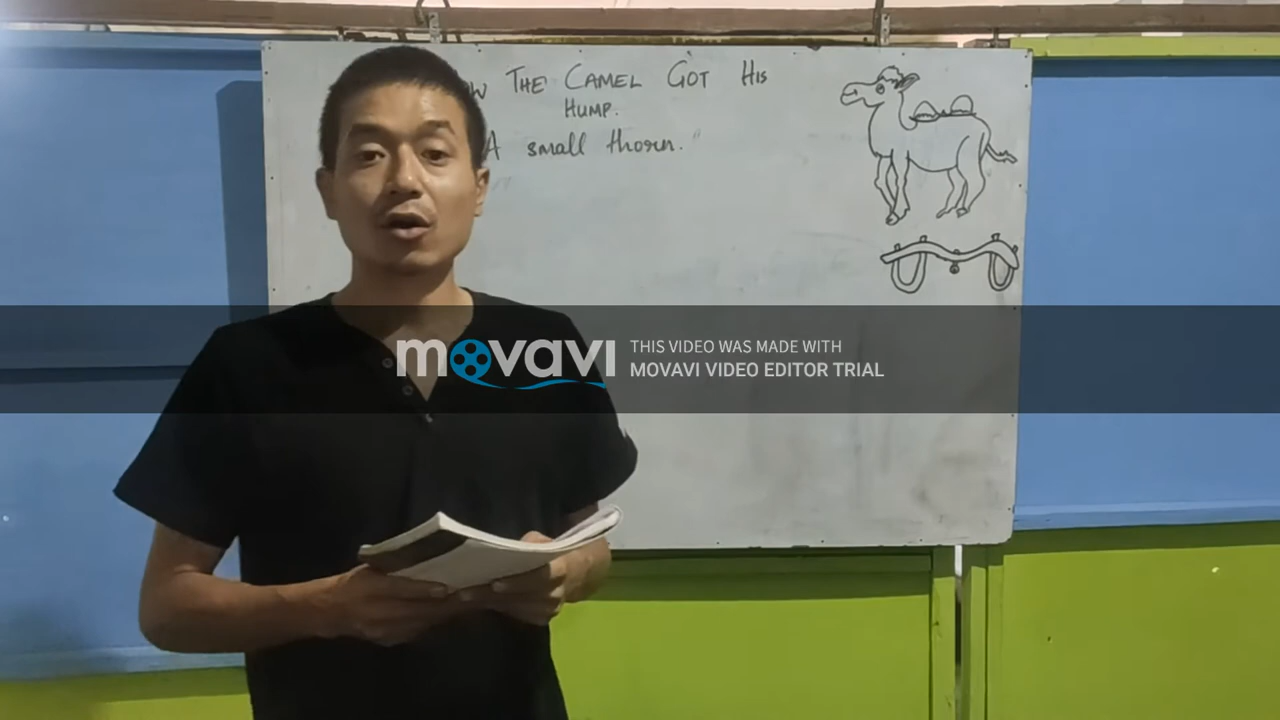 THE CAMEL GOT HIS
HUMP.
A small thorn."
movavi
THIS VIDEO WAS MADE WITH
MOVAVI VIDEO EDITOR TRIAL